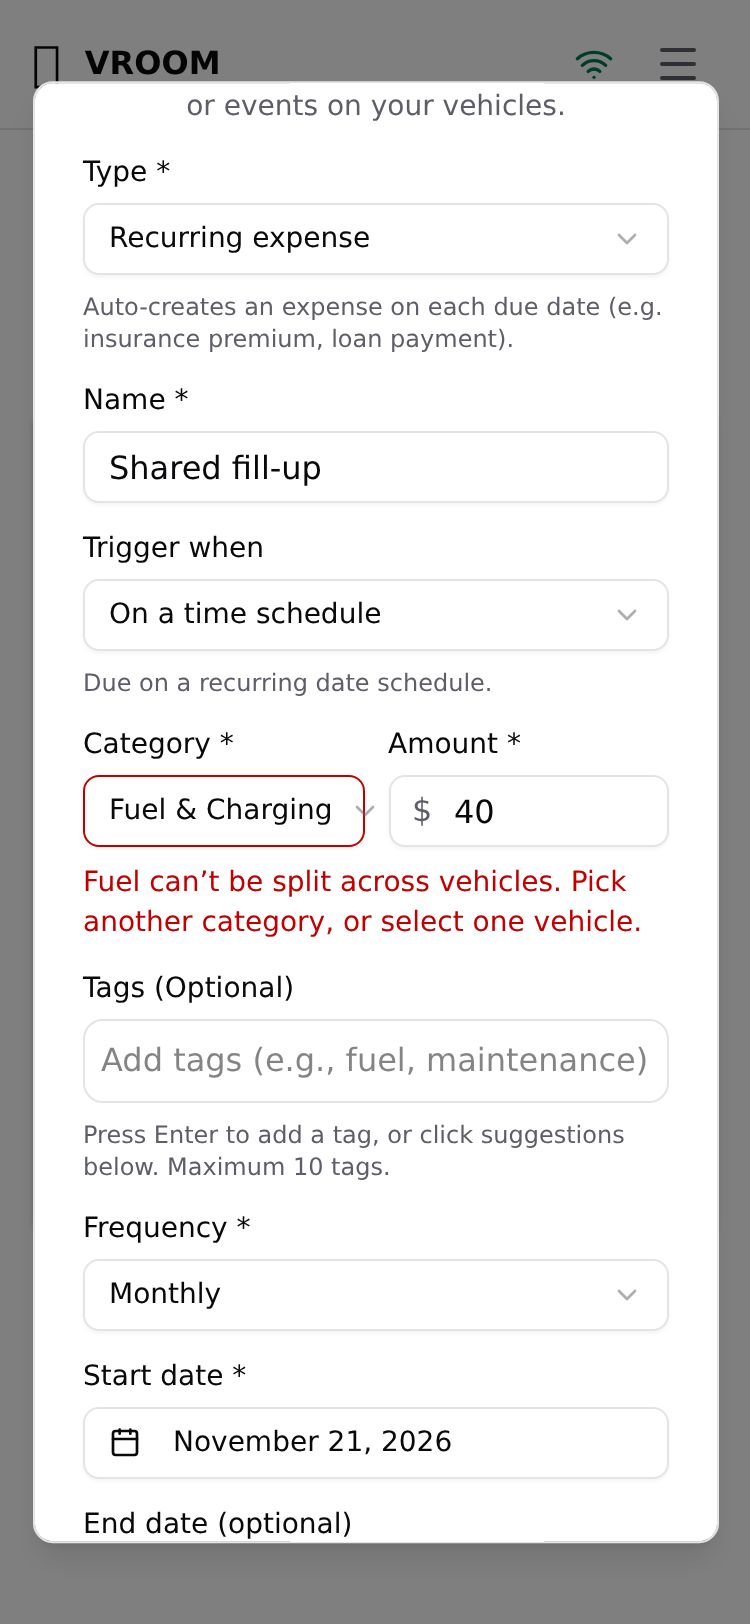 VROOM
or events on your vehicles.
Type *
Recurring expense
Auto-creates an expense on each due date (e.g.
insurance premium, loan payment).
Name *
Shared fill-up
Trigger when
On a time schedule
Due on a recurring date schedule.
Category *
Amount *
Fuel & Charging
$ 40
Fuel can’t be split across vehicles. Pick
another category, or select one vehicle.
Tags (Optional)
Add tags (e.g., fuel, maintenance)
Press Enter to add a tag, or click suggestions
below. Maximum 10 tags.
Frequency *
Monthly
Start date *
November 21, 2026
End date (optional)